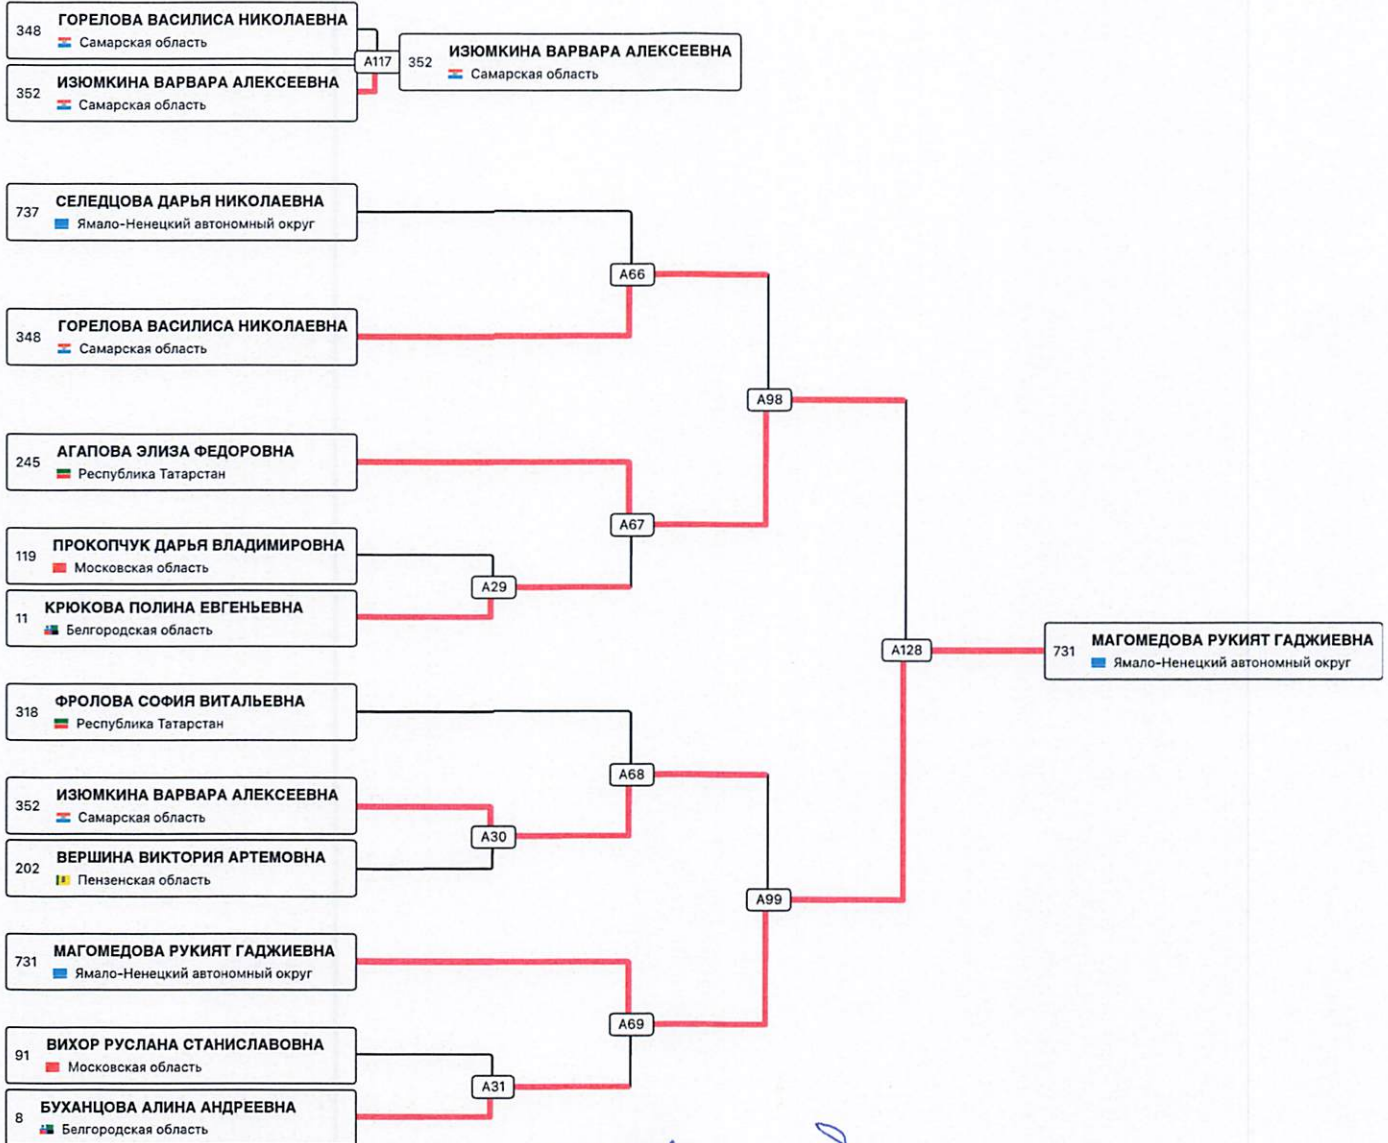 348 ГОРЕЛОВА ВАСИЛИСА НИКОЛАЕВНА
Самарская область
A117
352 ИЗЮМКИНА ВАРВАРА АЛЕКСЕЕВНА
Самарская область
352 ИЗЮМКИНА ВАРВАРА АЛЕКСЕЕВНА
Самарская область
737 СЕЛЕДЦОВА ДАРЬЯ НИКОЛАЕВНА
Ямало-Ненецкий автономный округ
A66
348 ГОРЕЛОВА ВАСИЛИСА НИКОЛАЕВНА
Самарская область
A98
245 АГАПОВА ЭЛИЗА ФЕДОРОВНА
Республика Татарстан
A67
119 ПРОКОПЧУК ДАРЬЯ ВЛАДИМИРОВНА
Московская область
A29
11 КРЮКОВА ПОЛИНА ЕВГЕНЬЕВНА
Белгородская область
A128
731 МАГОМЕДОВА РУКИЯТ ГАДЖИЕВНА
Ямало-Ненецкий автономный округ
318 ФРОЛОВА СОФИЯ ВИТАЛЬЕВНА
Республика Татарстан
A68
352 ИЗЮМКИНА ВАРВАРА АЛЕКСЕЕВНА
Самарская область
A30
202 ВЕРШИНА ВИКТОРИЯ АРТЕМОВНА
Пензенская область
A99
731 МАГОМЕДОВА РУКИЯТ ГАДЖИЕВНА
Ямало-Ненецкий автономный округ
A69
91 ВИХОР РУСЛАНА СТАНИСЛАВОВНА
Московская область
A31
8 БУХАНЦОВА АЛИНА АНДРЕЕВНА
Белгородская область